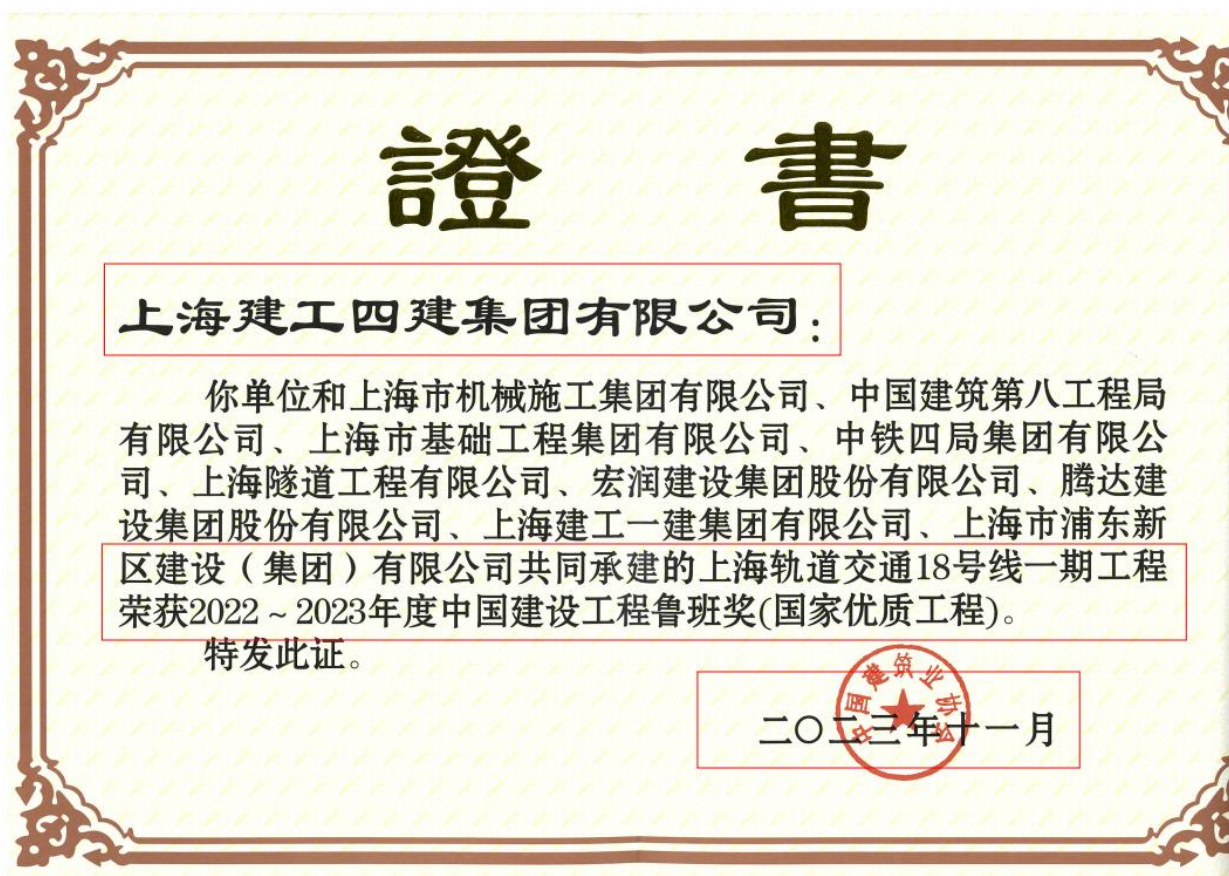 證 書
上海建工四建集团有限公司：
你单位和上海市机械施工集团有限公司、中国建筑第八工程局
有限公司、上海市基础工程集团有限公司、中铁四局集团有限公
司、上海隧道工程有限公司、宏润建设集团股份有限公司、腾达建
设集团股份有限公司、上海建工一建集团有限公司、上海市浦东新
区建设（集团）有限公司共同承建的上海轨道交通18号线一期工程
荣获2022～2023年度中国建设工程鲁班奖(国家优质工程)。
特发此证。
中国建筑业协会
二〇二三年十一月